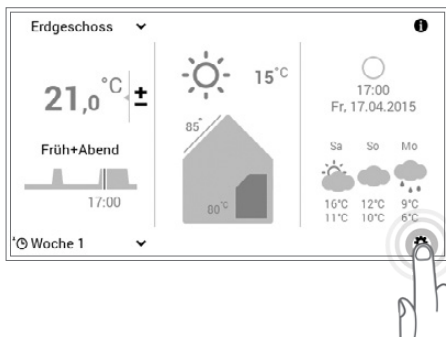 Erdgeschoss
21,0 °C ±
Früh+Abend
17:00
Woche 1
15°C
85°
80°C
17:00
Fr, 17.04.2015
Sa So Mo
16°C 12°C 9°C
11°C 10°C 6°C